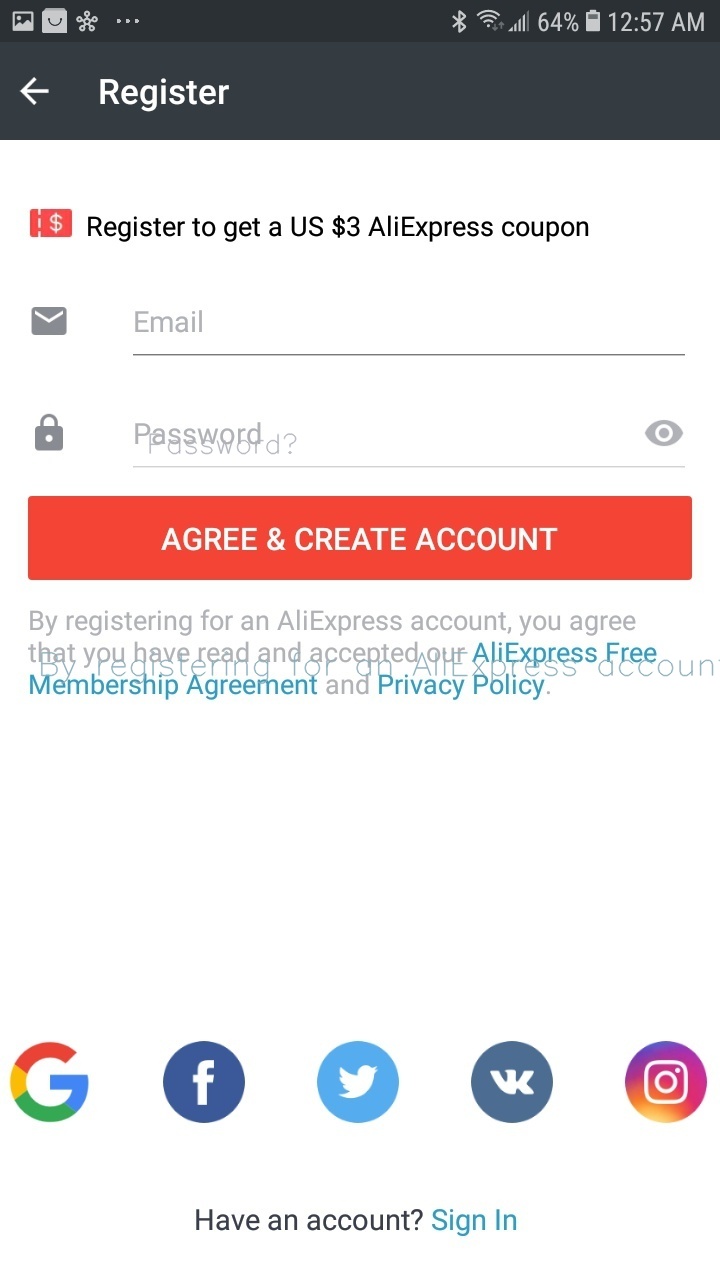 64% 12:57 AM
Register
$ Register to get a US $3 AliExpress coupon
Email
Password
Password?
AGREE & CREATE ACCOUNT
By registering for an AliExpress account, you agree
that you have read and accepted our AliExpress Free
By registering for an AliExpress account
Membership Agreement and Privacy Policy.
Have an account? Sign In